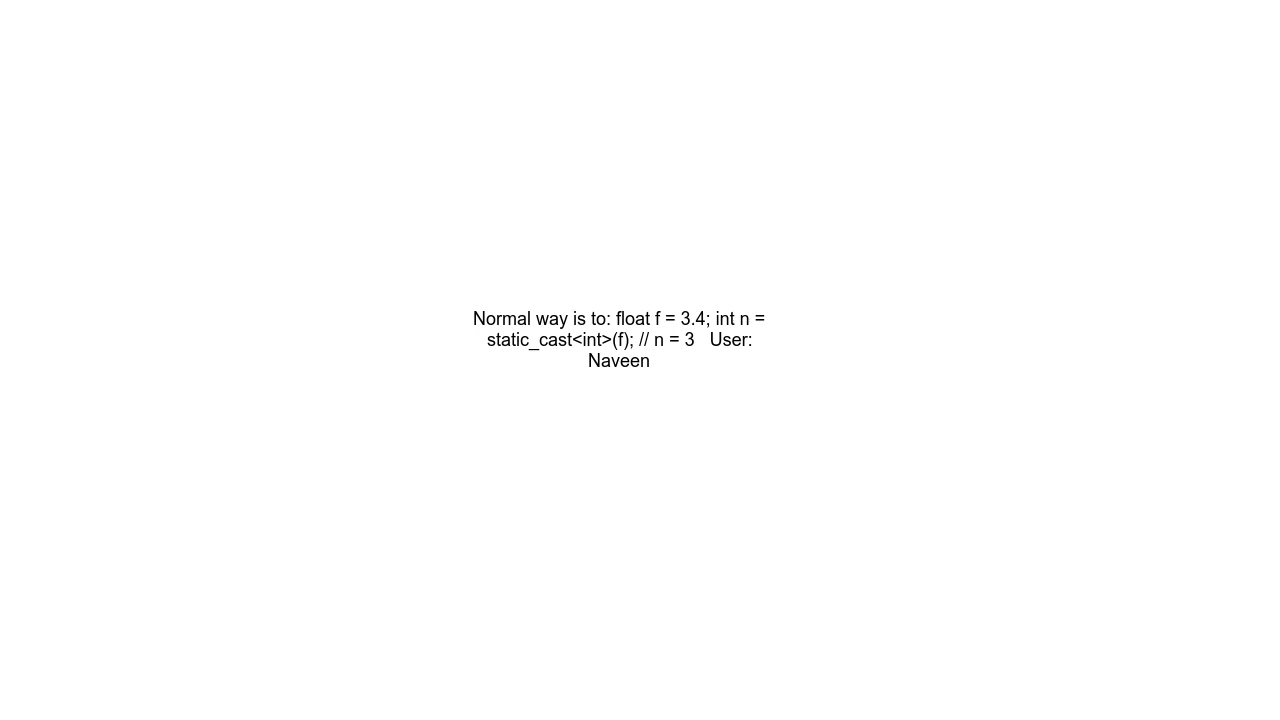 Normal way is to: float f = 3.4; int n =
static_cast<int>(f); // n = 3   User:
Naveen